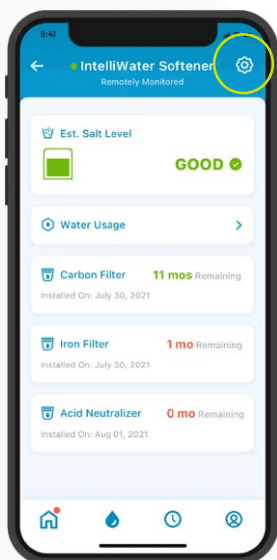 8:41
IntelliWater Softener
Remotely Monitored
Est. Salt Level
GOOD
Water Usage
Carbon Filter 11 mos Remaining
Installed On: July 30, 2021
Iron Filter 1 mo Remaining
Installed On: July 30, 2021
Acid Neutralizer 0 mo Remaining
Installed On: Aug 01, 2021